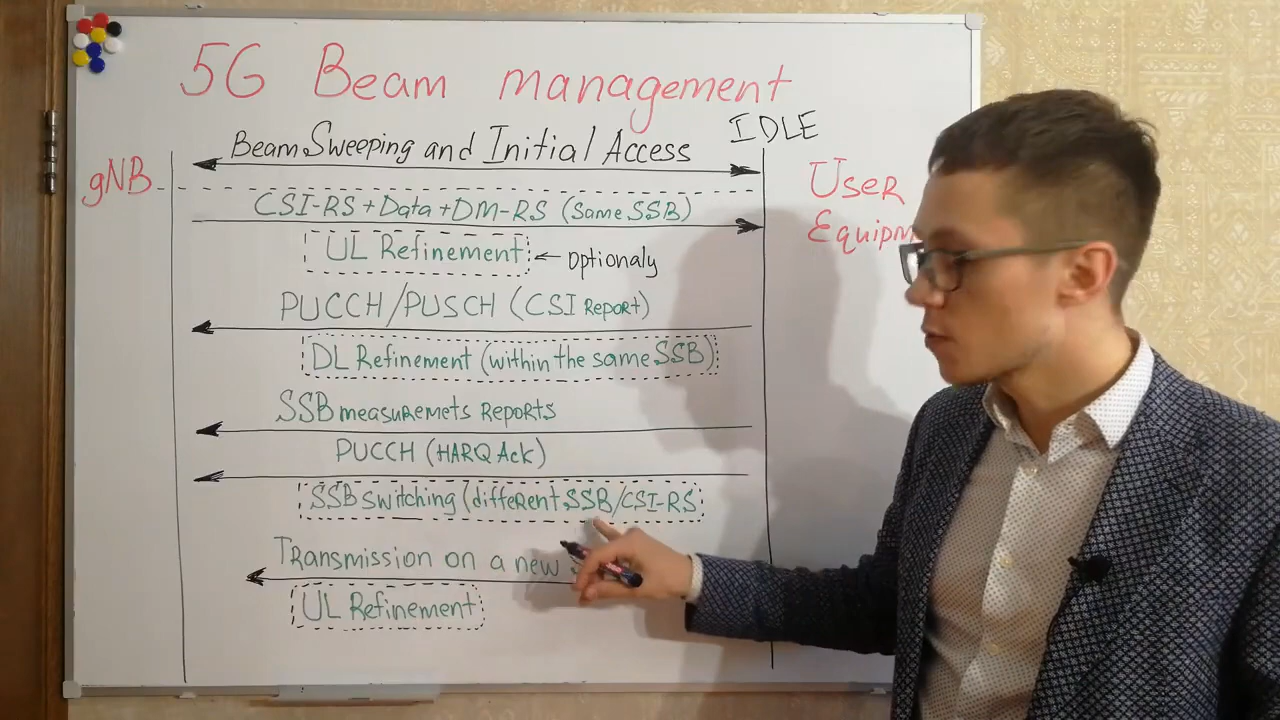 5G Beam management
IDLE
Beam Sweeping and Initial Access
gNB
User
CSI-RS + Data + DM-RS (Same SSB)
UL Refinement ← Optionaly
PUCCH/PUSCH (CSI Report)
DL Refinement (within the same SSB)
SSB measuremets Reports
PUCCH (HARQ Ack)
SSB switching (different SSB/CSI-RS
Transmission on a new
UL Refinement